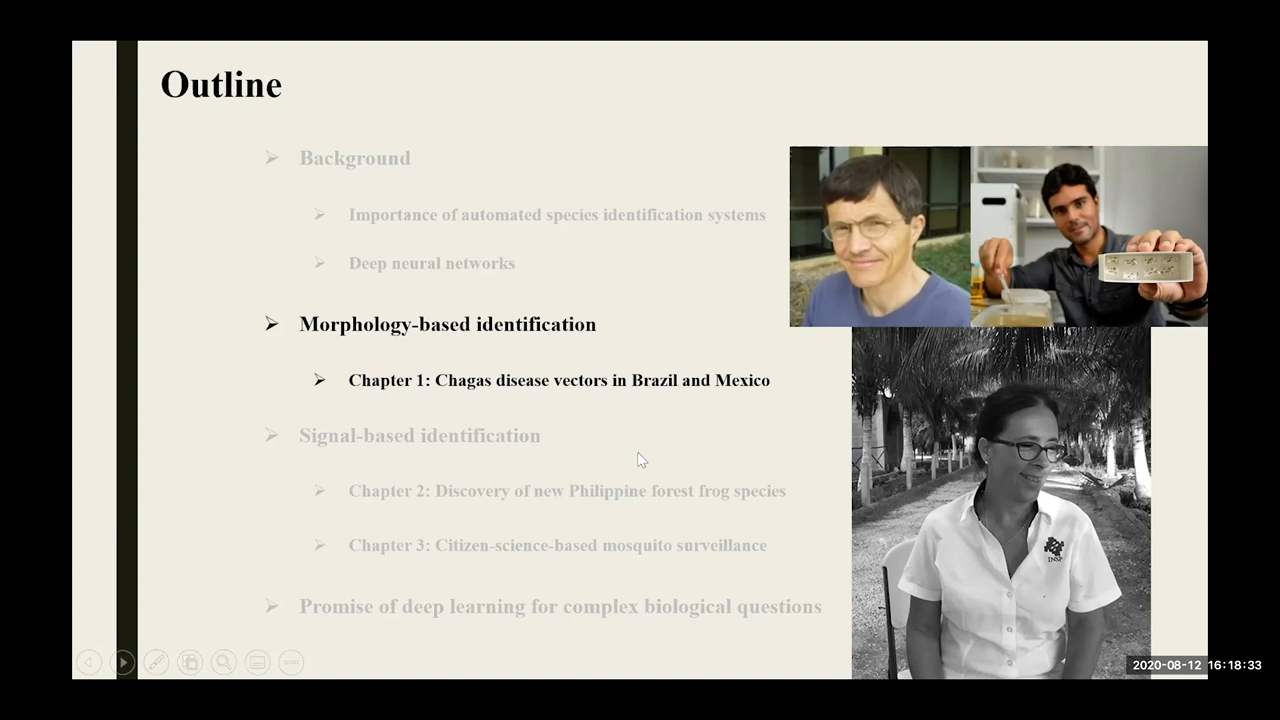 Outline
Background
Importance of automated species identification systems
Deep neural networks
Morphology-based identification
Chapter 1: Chagas disease vectors in Brazil and Mexico
Signal-based identification
Chapter 2: Discovery of new Philippine forest frog species
Chapter 3: Citizen-science-based mosquito surveillance
Promise of deep learning for complex biological questions
INSP
2020-08-12 16:18:33